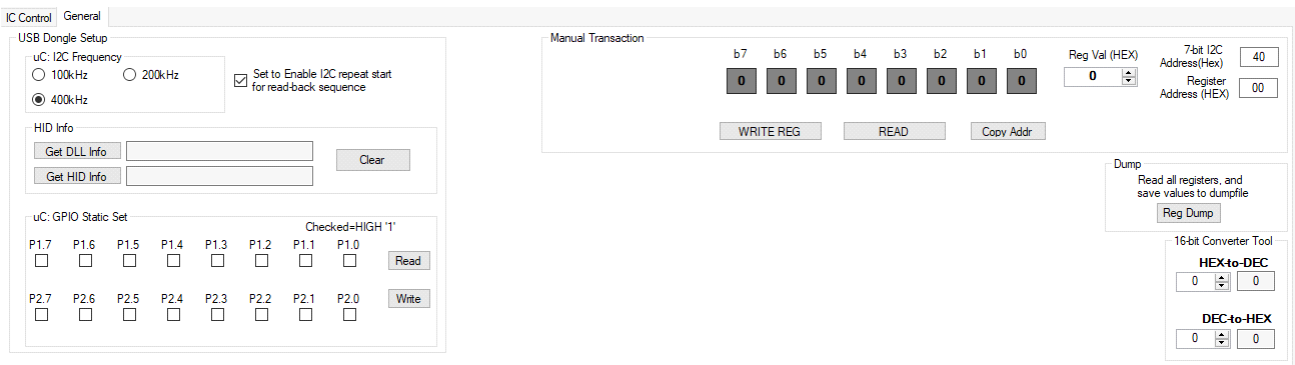 IC Control General
USB Dongle Setup
uC: I2C Frequency
100kHz 200kHz
400kHz
Set to Enable I2C repeat start
for read-back sequence
HID Info
Get DLL Info
Get HID Info
Clear
uC: GPIO Static Set
Checked=HIGH '1'
P1.7 P1.6 P1.5 P1.4 P1.3 P1.2 P1.1 P1.0
Read
P2.7 P2.6 P2.5 P2.4 P2.3 P2.2 P2.1 P2.0
Write
Manual Transaction
b7 b6 b5 b4 b3 b2 b1 b0
0 0 0 0 0 0 0 0
Reg Val (HEX)
0
7-bit I2C
Address(Hex)
40
Register
Address (HEX)
00
WRITE REG READ Copy Addr
Dump
Read all registers, and
save values to dumpfile
Reg Dump
16-bit Converter Tool
HEX-to-DEC
0 0
DEC-to-HEX
0 0